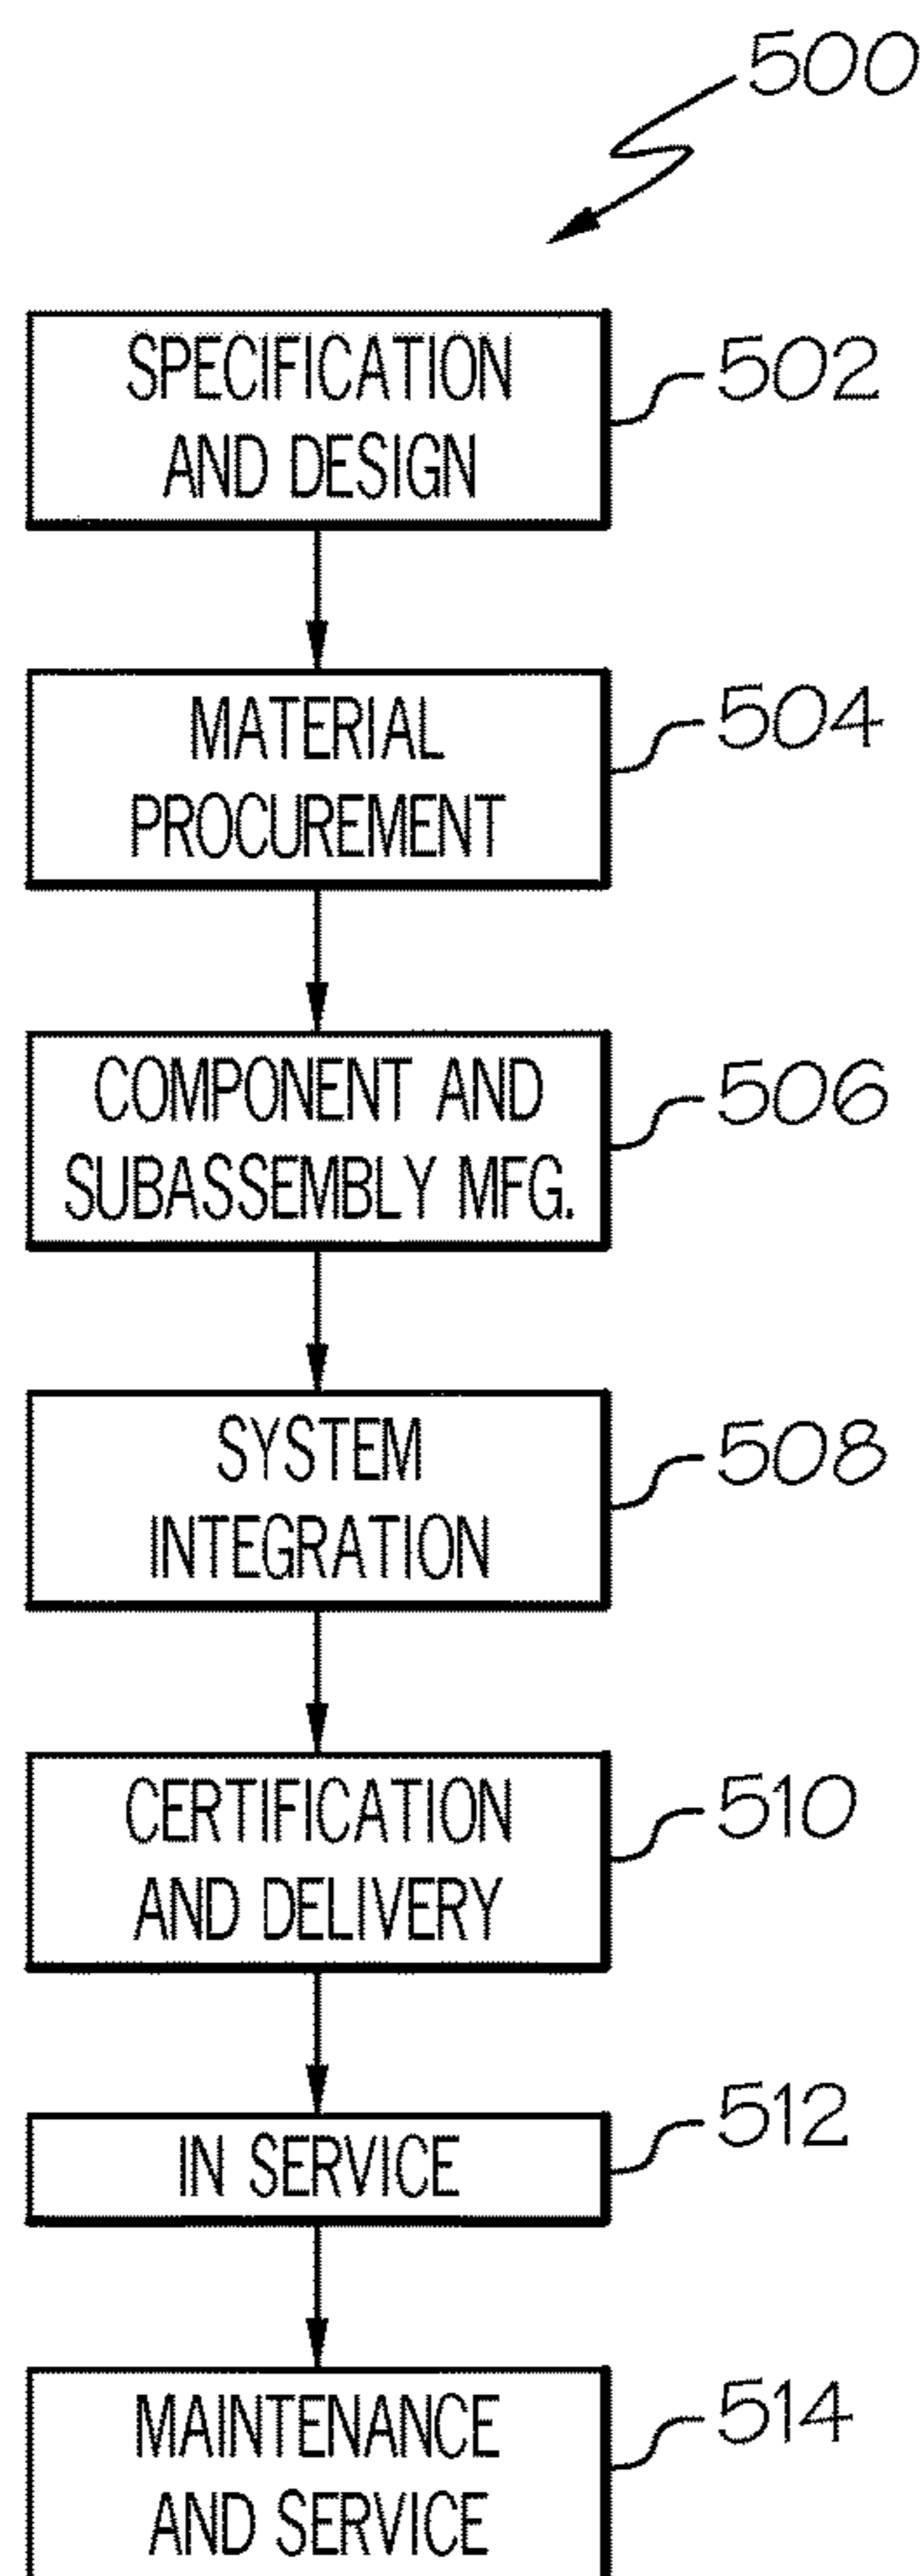 500
SPECIFICATION
AND DESIGN
502
MATERIAL
PROCUREMENT
504
COMPONENT AND
SUBASSEMBLY MFG.
506
SYSTEM
INTEGRATION
508
CERTIFICATION
AND DELIVERY
510
IN SERVICE
512
MAINTENANCE
AND SERVICE
514